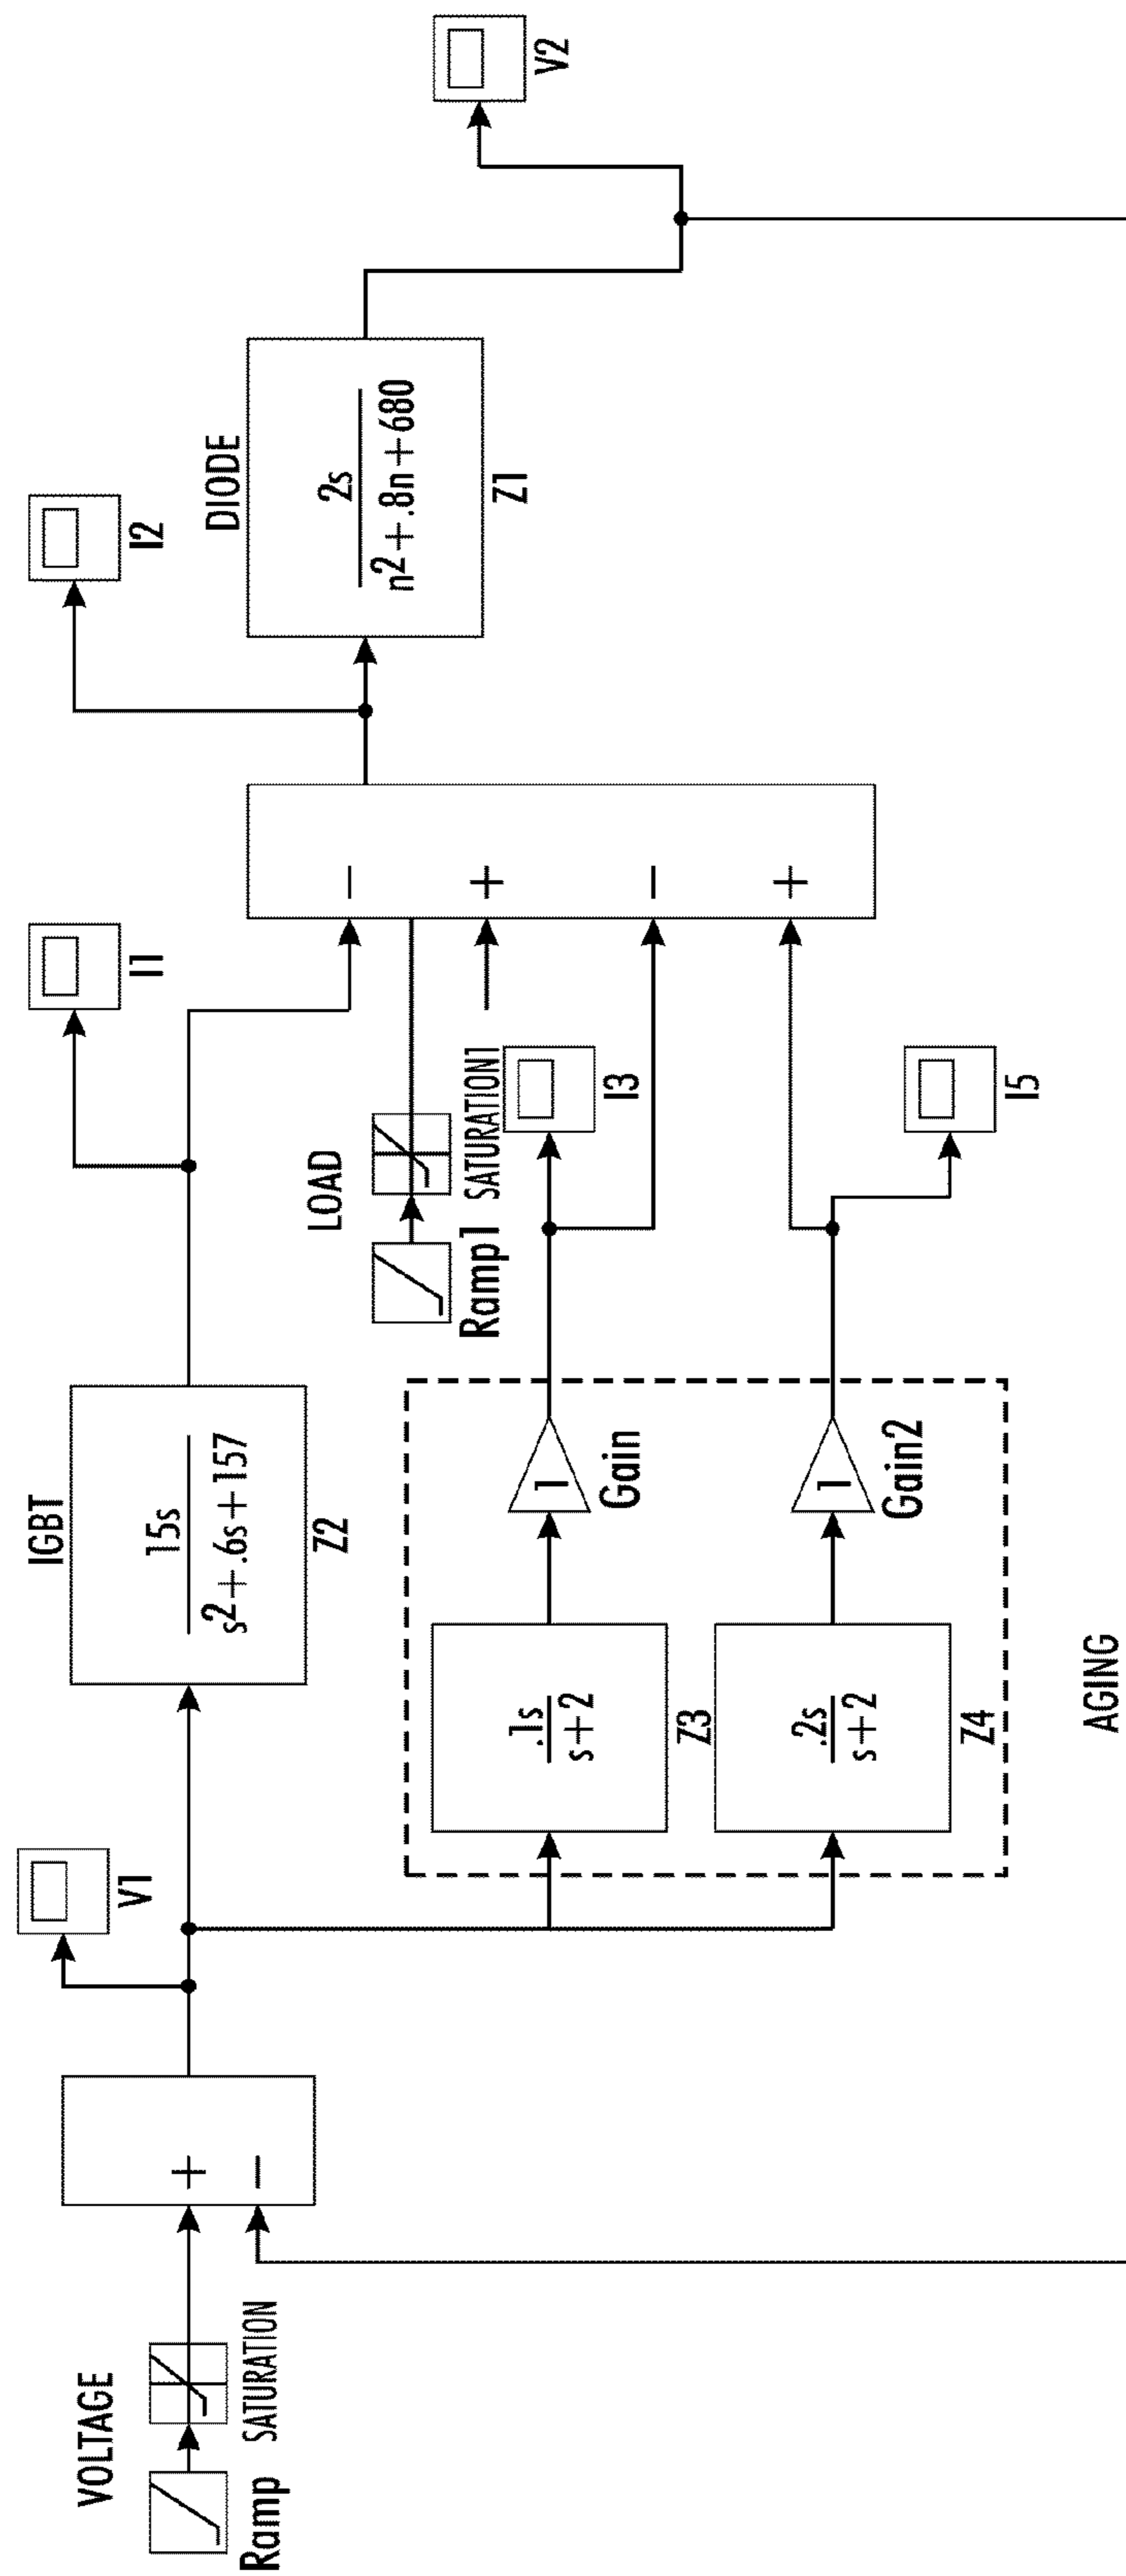 VOLTAGE
Ramp
SATURATION
+
−
V1
IGBT
15s
s²+.6s+157
Z2
.1s
s+2
Z3
1
Gain
.2s
s+2
Z4
1
Gain2
AGING
LOAD
Ramp1
SATURATION1
I1
I3
I5
−
+
−
+
I2
DIODE
2s
n²+.8n+680
Z1
V2